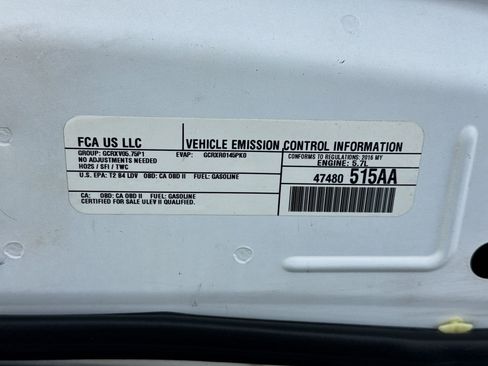 FCA US LLC
VEHICLE EMISSION CONTROL INFORMATION
GROUP: GCRXV05.75P1 EVAP: GCRXR0145PK0
NO ADJUSTMENTS NEEDED
HO2S / SFI / TWC
CONFORMS TO REGULATIONS: 2016 MY
ENGINE: 5.7L
U.S. EPA: T2 B4 LDV OBD: CA OBD II FUEL: GASOLINE
47480 515AA
CA: OBD: CA OBD II FUEL: GASOLINE
CERTIFIED FOR SALE ULEV II QUALIFIED.